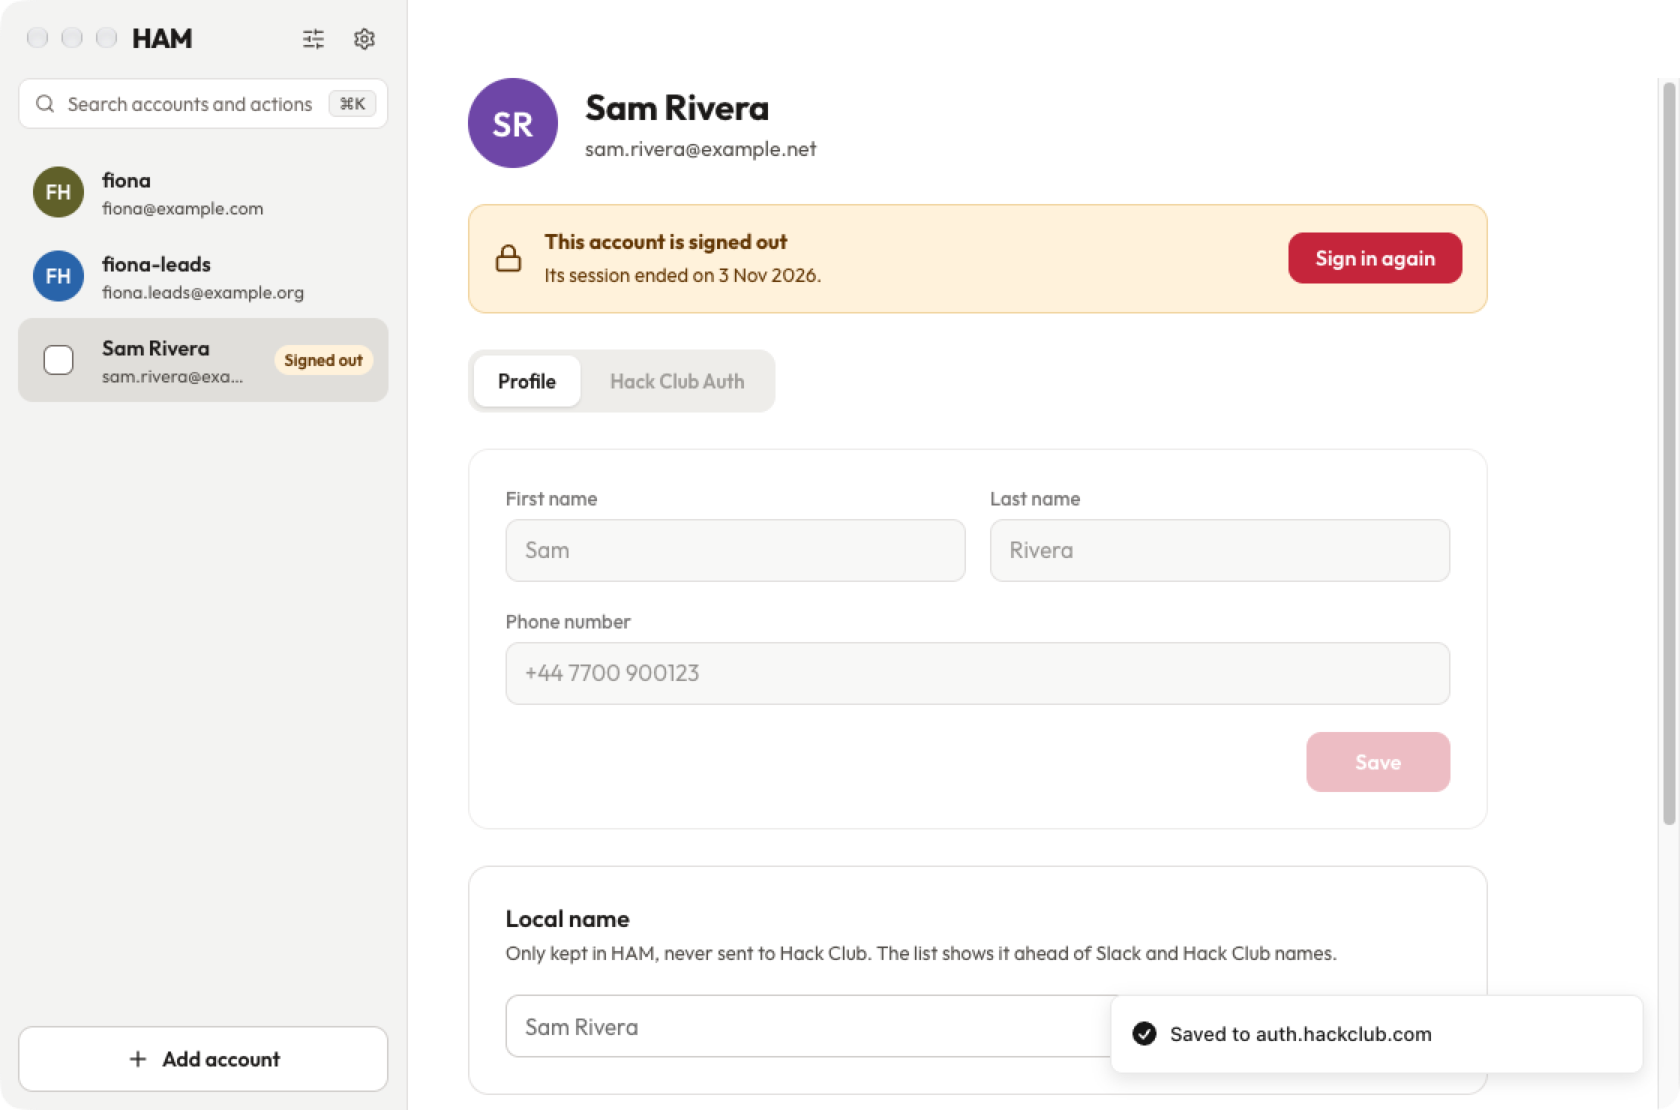 HAM
Search accounts and actions ⌘K
FH
fiona
fiona@example.com
FH
fiona-leads
fiona.leads@example.org
Sam Rivera
sam.rivera@exa...
Signed out
+ Add account
SR
Sam Rivera
sam.rivera@example.net
This account is signed out
Its session ended on 3 Nov 2026.
Sign in again
Profile
Hack Club Auth
First name
Last name
Sam
Rivera
Phone number
+44 7700 900123
Save
Local name
Only kept in HAM, never sent to Hack Club. The list shows it ahead of Slack and Hack Club names.
Sam Rivera
Saved to auth.hackclub.com